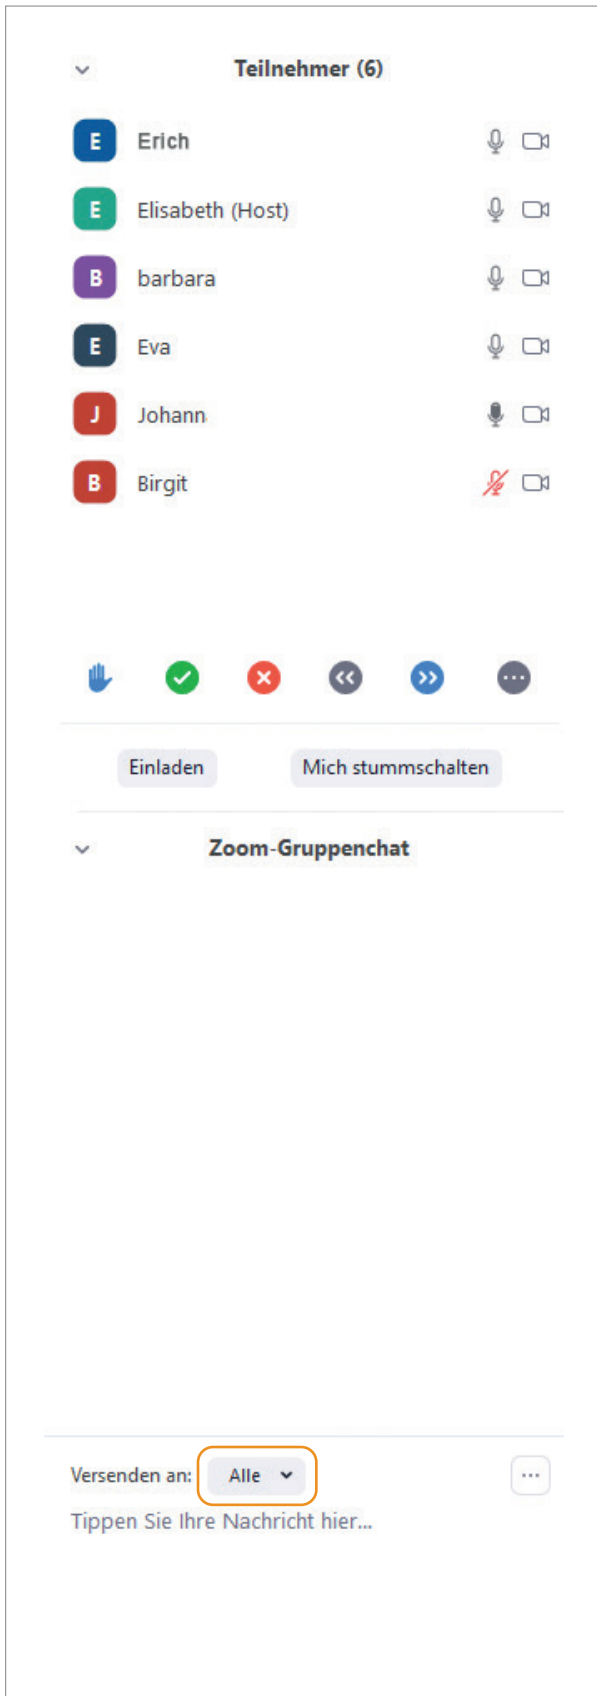 Teilnehmer (6)
E Erich
E Elisabeth (Host)
B barbara
E Eva
J Johann
B Birgit
Einladen Mich stummschalten
Zoom-Gruppenchat
Versenden an: Alle
Tippen Sie Ihre Nachricht hier...